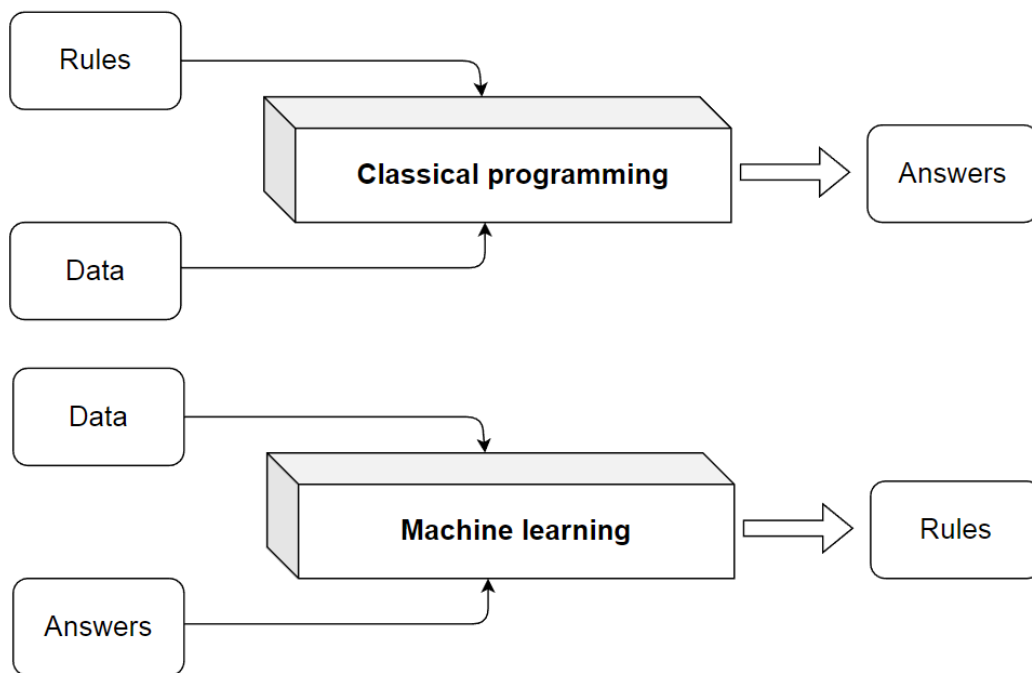 Rules
Classical programming
Answers
Data
Data
Machine learning
Rules
Answers